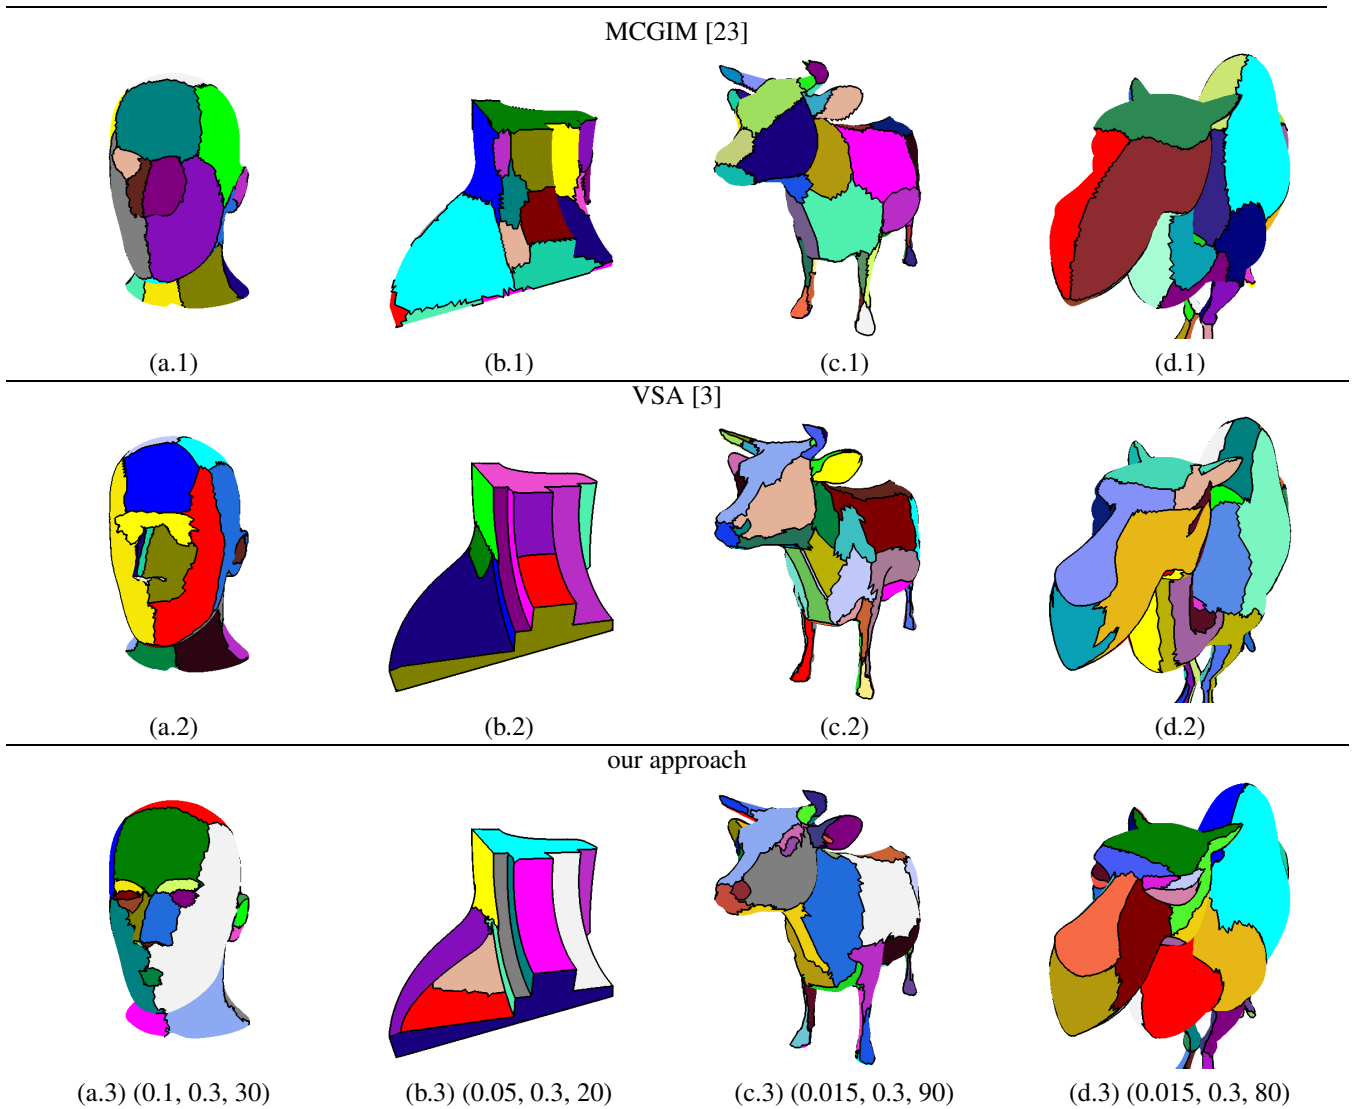 MCGIM [23]
(a.1) (b.1) (c.1) (d.1)
VSA [3]
(a.2) (b.2) (c.2) (d.2)
our approach
(a.3) (0.1, 0.3, 30) (b.3) (0.05, 0.3, 20) (c.3) (0.015, 0.3, 90) (d.3) (0.015, 0.3, 80)